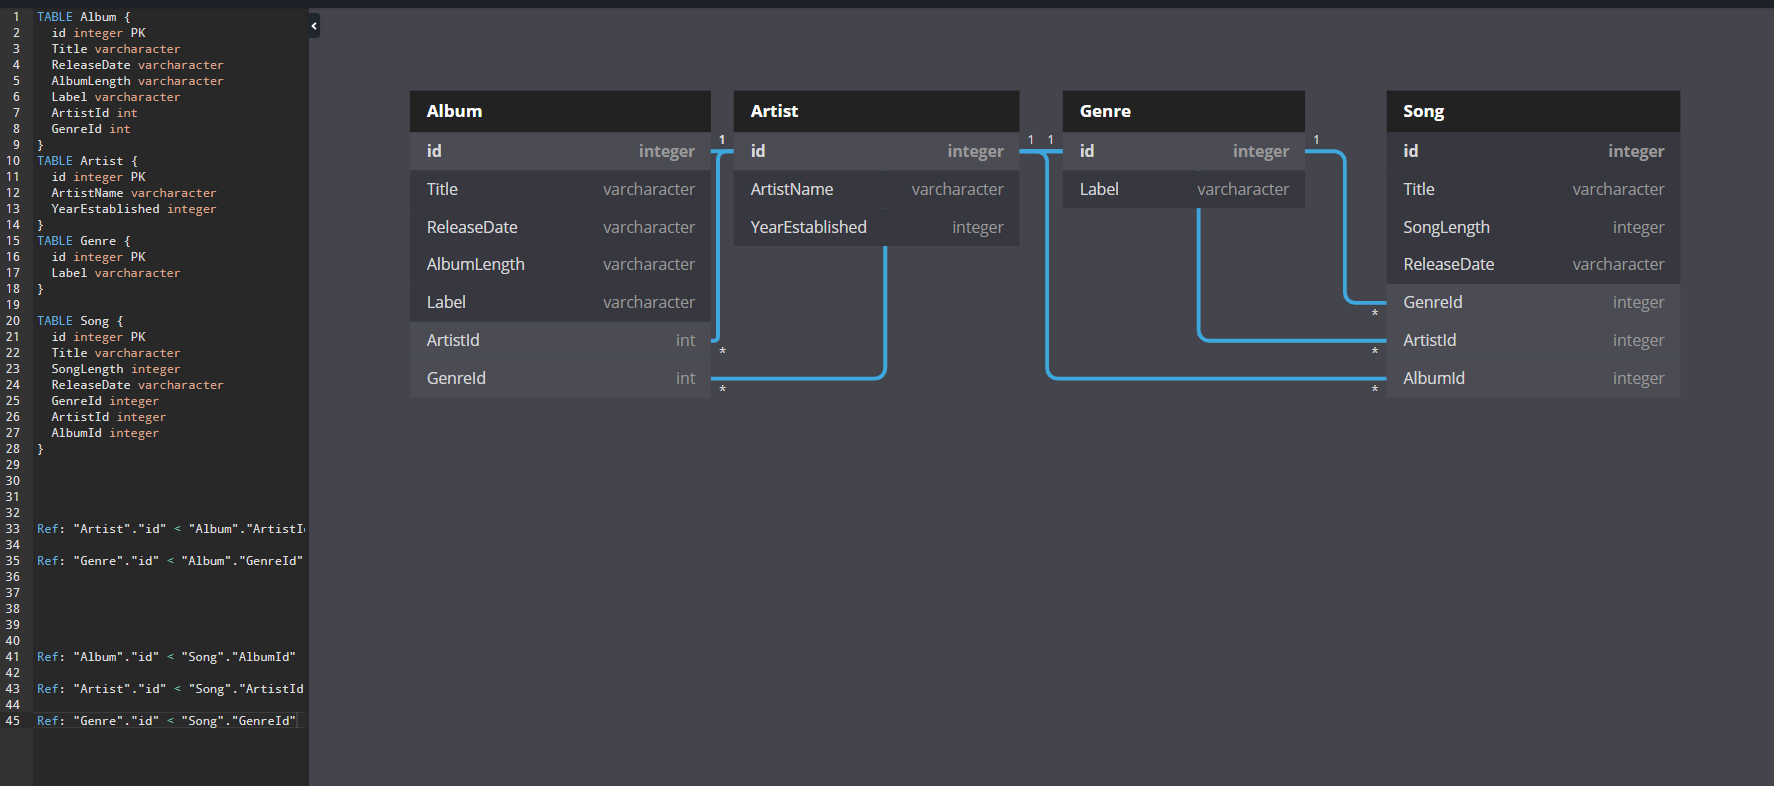 1 TABLE Album {
2 id integer PK
3 Title varcharacter
4 ReleaseDate varcharacter
5 AlbumLength varcharacter
6 Label varcharacter
7 ArtistId int
8 GenreId int
9 }
10 TABLE Artist {
11 id integer PK
12 ArtistName varcharacter
13 YearEstablished integer
14 }
15 TABLE Genre {
16 id integer PK
17 Label varcharacter
18 }
19
20 TABLE Song {
21 id integer PK
22 Title varcharacter
23 SongLength integer
24 ReleaseDate varcharacter
25 GenreId integer
26 ArtistId integer
27 AlbumId integer
28 }
29
30
31
32
33 Ref: "Artist"."id" < "Album"."ArtistI
34
35 Ref: "Genre"."id" < "Album"."GenreId"
36
37
38
39
40
41 Ref: "Album"."id" < "Song"."AlbumId"
42
43 Ref: "Artist"."id" < "Song"."ArtistId
44
45 Ref: "Genre"."id" < "Song"."GenreId"
Album
id integer 1
Title varcharacter
ReleaseDate varcharacter
AlbumLength varcharacter
Label varcharacter
ArtistId int *
GenreId int *
Artist
id integer 1 1
ArtistName varcharacter
YearEstablished integer
Genre
id integer 1
Label varcharacter
Song
id integer
Title varcharacter
SongLength integer
ReleaseDate varcharacter
* GenreId integer
* ArtistId integer
* AlbumId integer